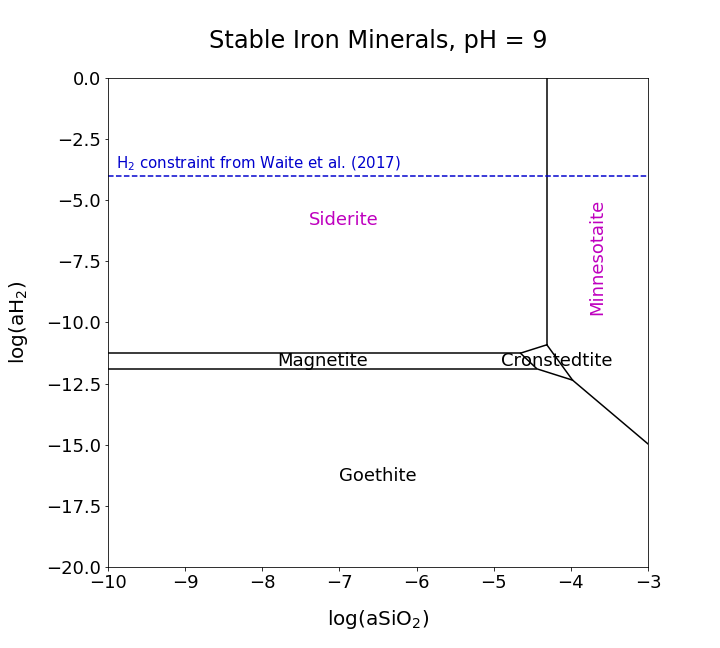 Stable Iron Minerals, pH = 9
0.0
−2.5
H₂ constraint from Waite et al. (2017)
−5.0
Siderite
Minnesotaite
−7.5
log(aH₂)
−10.0
Magnetite
Cronstedtite
−12.5
−15.0
Goethite
−17.5
−20.0
−10 −9 −8 −7 −6 −5 −4 −3
log(aSiO₂)